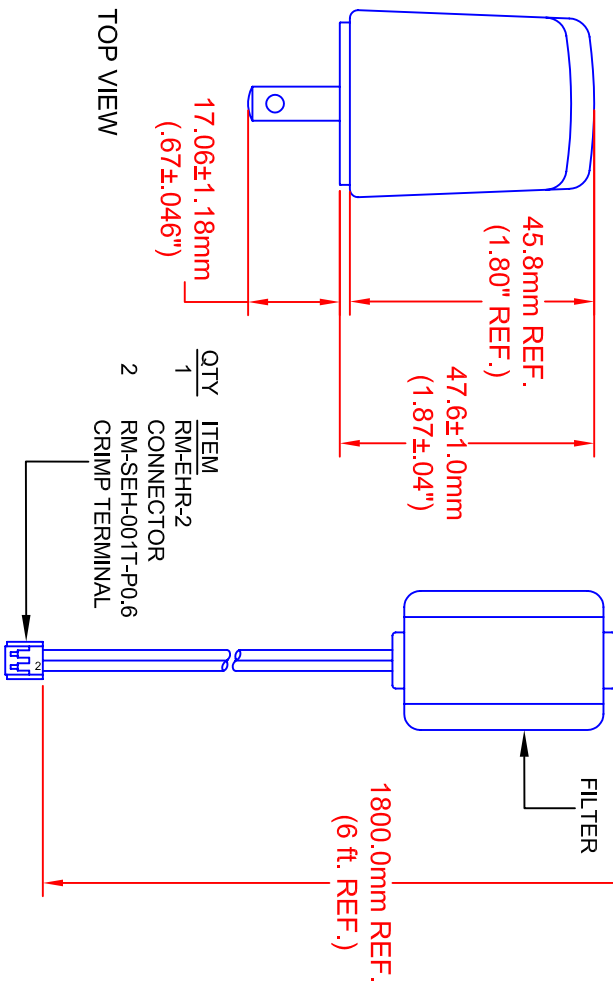 TOP VIEW
17.06±1.18mm
(.67±.046")
45.8mm REF.
(1.80" REF.)
47.6±1.0mm
(1.87±.04")
QTY ITEM
1 RM-EHR-2
CONNECTOR
2 RM-SEH-001T-P0.6
CRIMP TERMINAL
2
FILTER
1800.0mm REF.
(6 ft. REF.)